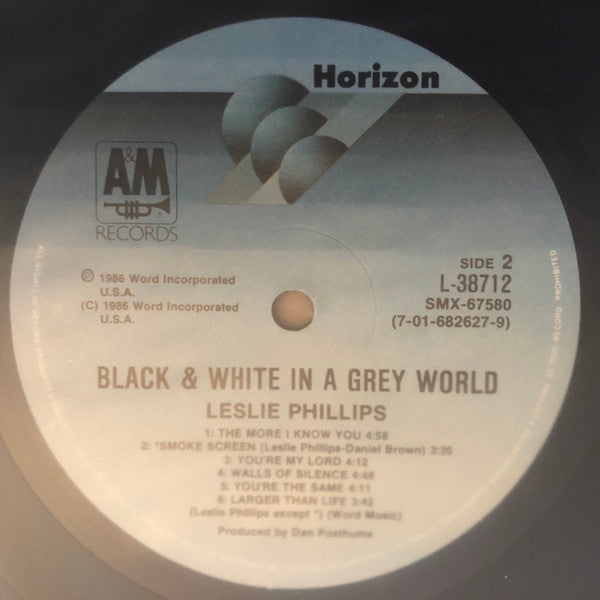 Horizon
A&M
RECORDS
SIDE 2
L-38712
SMX-67580
(7-01-682627-9)
℗ 1986 Word Incorporated
U.S.A.
(C) 1986 Word Incorporated
U.S.A.
BLACK & WHITE IN A GREY WORLD
LESLIE PHILLIPS
1: THE MORE I KNOW YOU 4:58
2: *SMOKE SCREEN (Leslie Phillips-Daniel Brown) 3:35
3: YOU'RE MY LORD 4:12
4: WALLS OF SILENCE 4:48
5: YOU'RE THE SAME 4:11
6: LARGER THAN LIFE 3:42
(Leslie Phillips except *) (Word Music)
Produced by Dan Posthuma